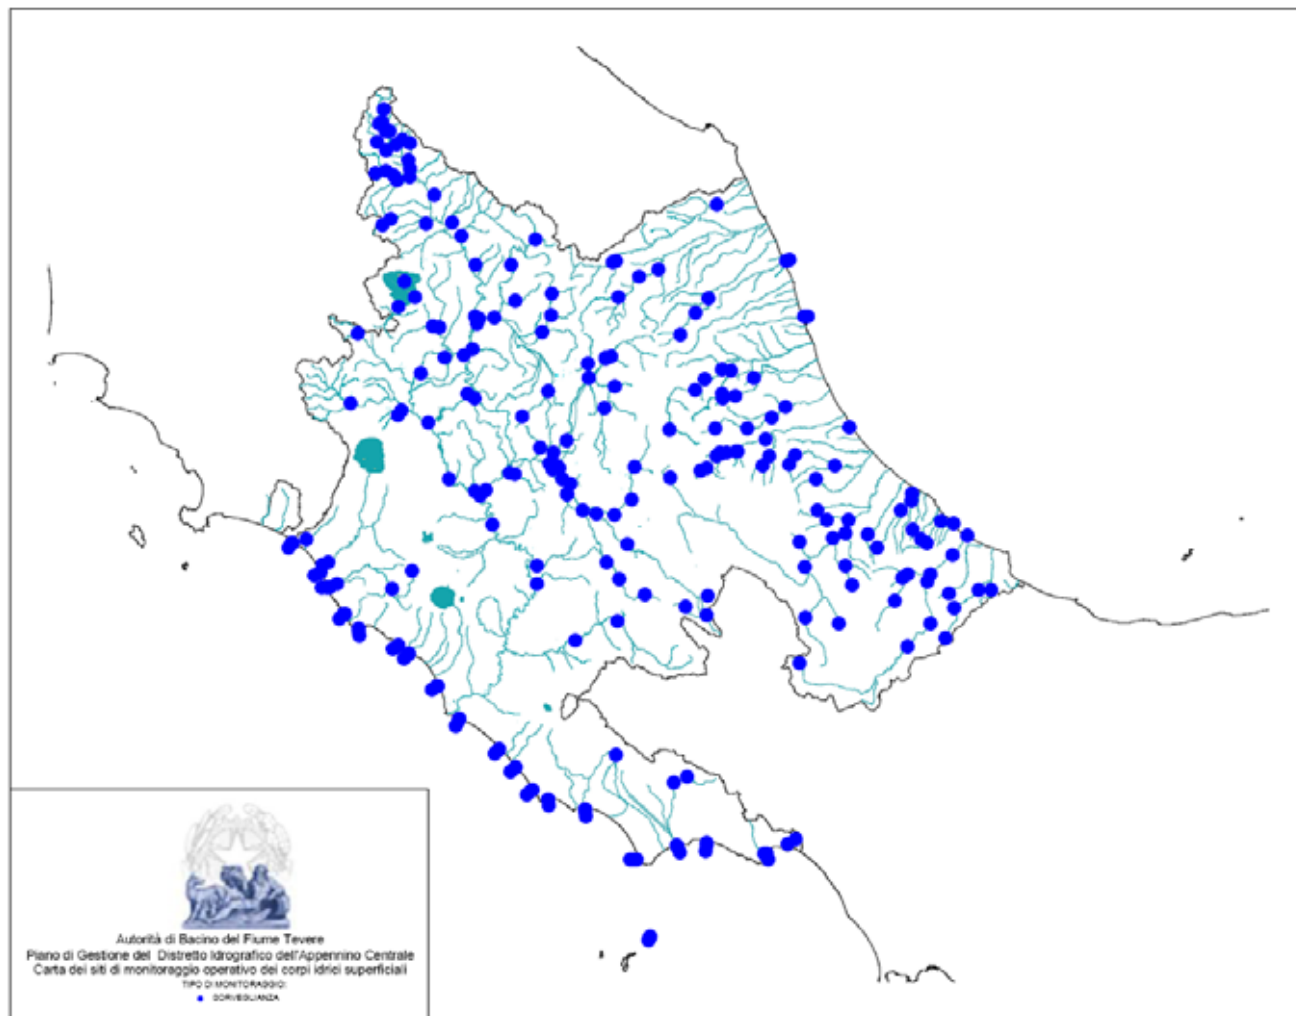 Autorità di Bacino del Fiume Tevere
Piano di Gestione del Distretto Idrografico dell'Appennino Centrale
Carta dei siti di monitoraggio operativo dei corpi idrici superficiali
TIPO DI MONITORAGGIO:
SORVEGLIANZA